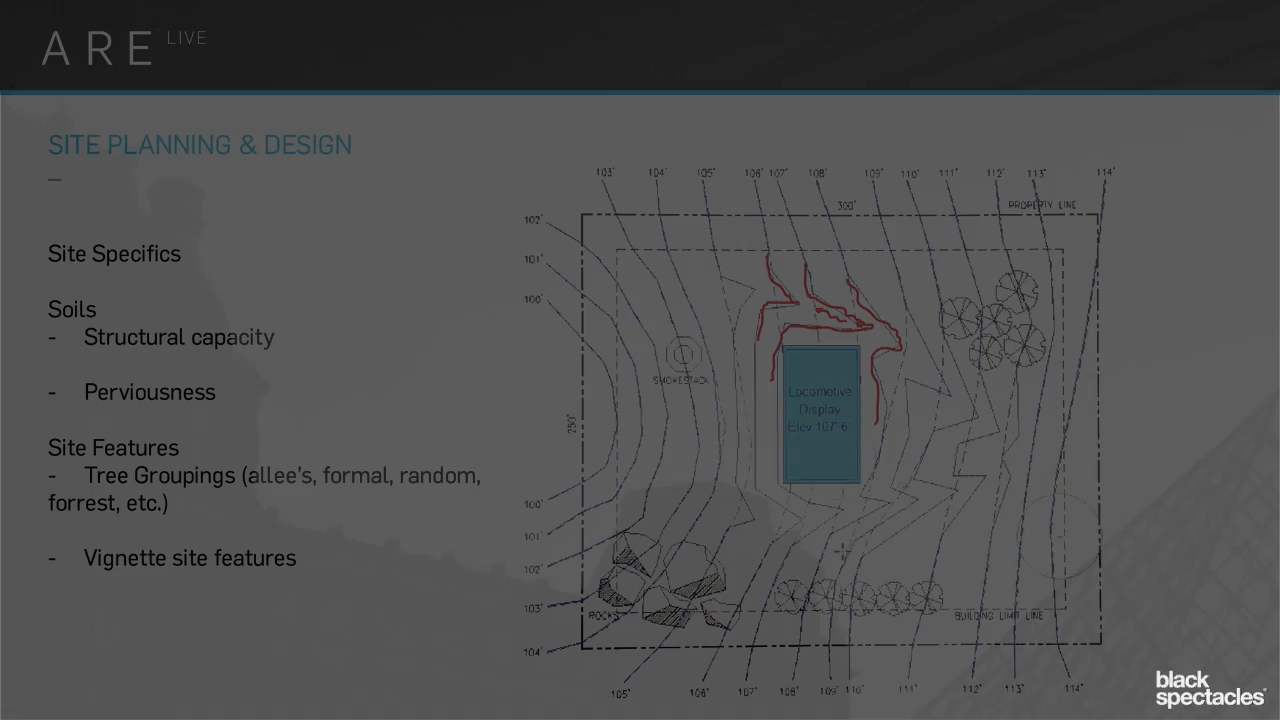 ARE LIVE
SITE PLANNING & DESIGN
–
Site Specifics
Soils
- Structural capacity
- Perviousness
Site Features
- Tree Groupings (allee's, formal, random,
forrest, etc.)
- Vignette site features
103' 104' 105' 106' 107' 108' 109' 110' 111' 112' 113' 114'
300' PROPERTY LINE
102'
101'
100'
SMOKESTACK
Locomotive
Display
Elev 107' 6"
250'
100'
101'
102'
103'
ROCKS BUILDING LIMIT LINE
104'
105' 106' 107' 108' 109' 110' 111' 112' 113' 114'
black
spectacles